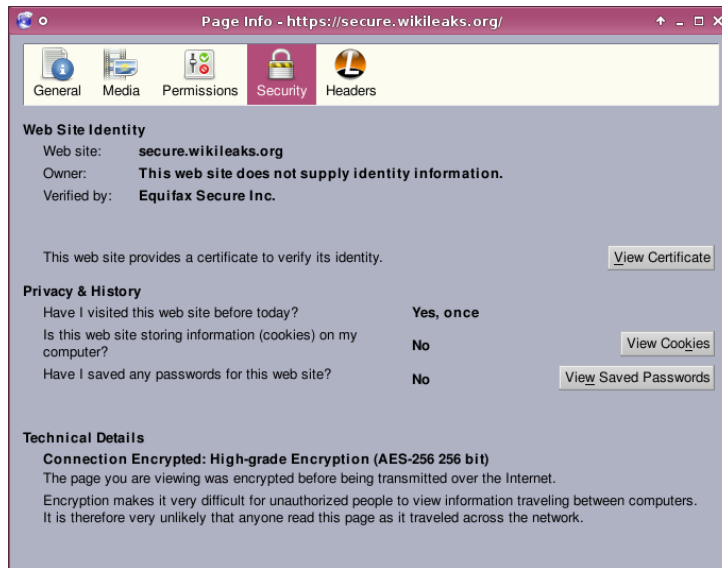 Page Info - https://secure.wikileaks.org/
General Media Permissions Security Headers
Web Site Identity
Web site: secure.wikileaks.org
Owner: This web site does not supply identity information.
Verified by: Equifax Secure Inc.
This web site provides a certificate to verify its identity. View Certificate
Privacy & History
Have I visited this web site before today? Yes, once
Is this web site storing information (cookies) on my
computer? No View Cookies
Have I saved any passwords for this web site? No View Saved Passwords
Technical Details
Connection Encrypted: High-grade Encryption (AES-256 256 bit)
The page you are viewing was encrypted before being transmitted over the Internet.
Encryption makes it very difficult for unauthorized people to view information traveling between computers.
It is therefore very unlikely that anyone read this page as it traveled across the network.